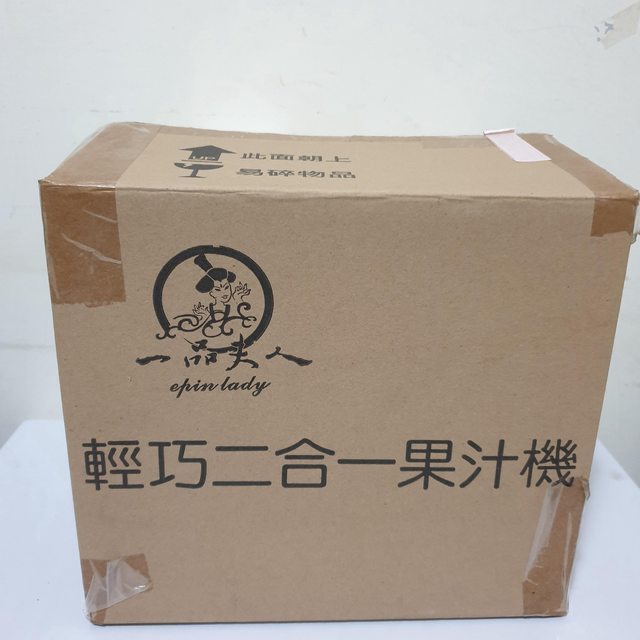 UP 此面朝上
易碎物品
一品夫人
epin lady
輕巧二合一果汁機